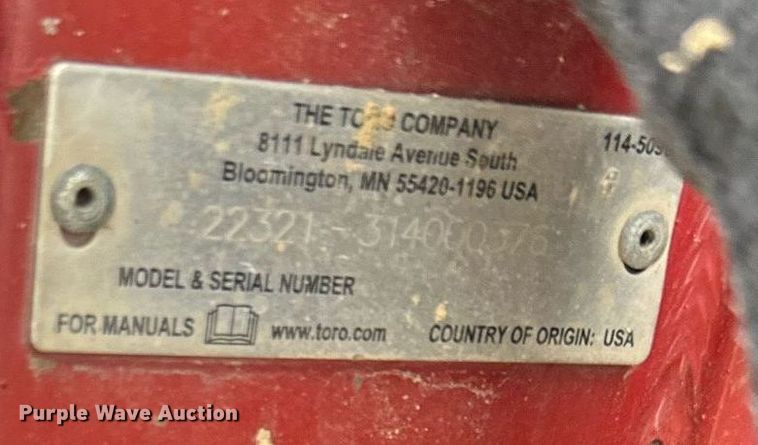 THE TORO COMPANY
8111 Lyndale Avenue South
Bloomington, MN 55420-1196 USA
22321 - 314000376
MODEL & SERIAL NUMBER
FOR MANUALS www.toro.com COUNTRY OF ORIGIN: USA
Purple Wave Auction